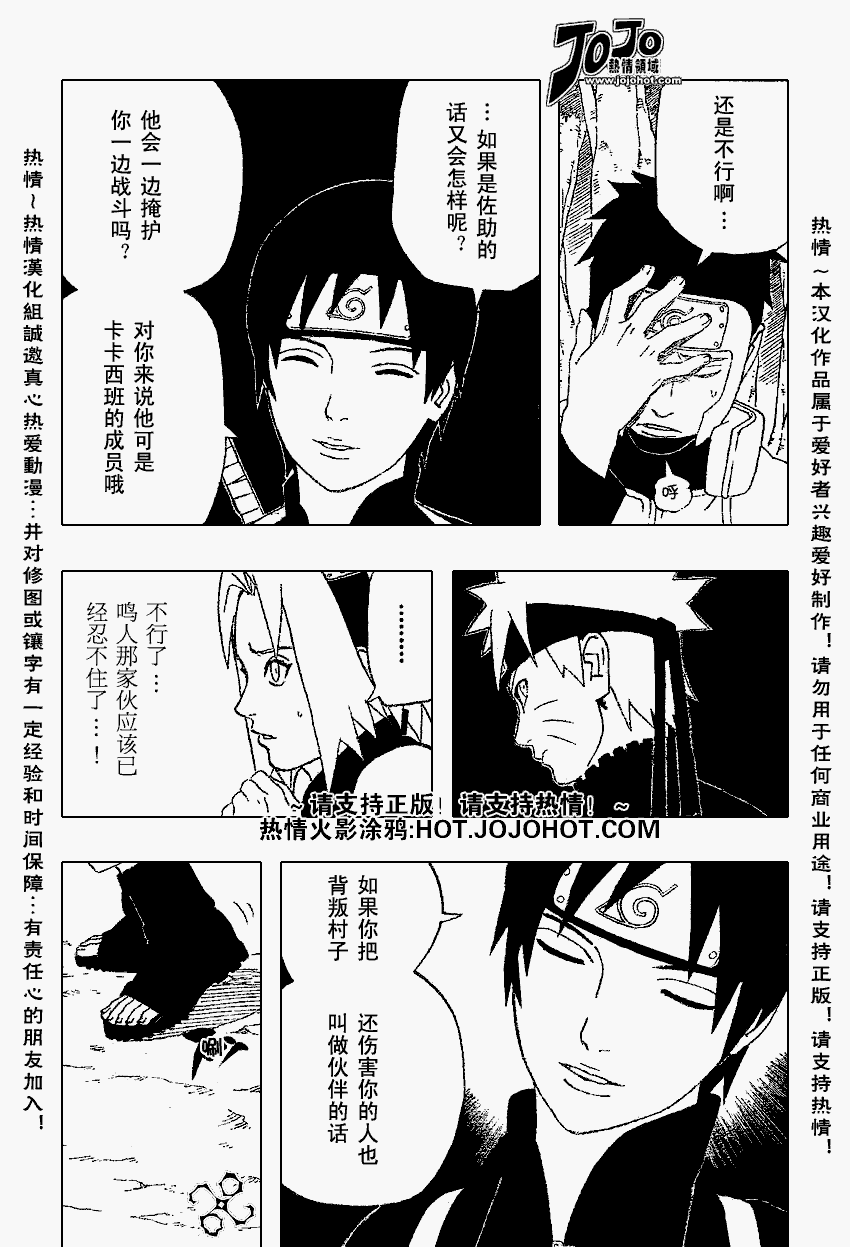 JOJO
熱情領域
www.jojohot.com
还是不行啊…
呼
…如果是佐助的
话又会怎样呢？
他会一边掩护
你一边战斗吗？
对你来说他可是
卡卡西班的成员哦
………
不行了…
鸣人那家伙应该已
经忍不住了…！
~请支持正版！请支持热情！~
热情火影涂鸦:HOT.JOJOHOT.COM
如果你把
背叛村子
还伤害你的人也
叫做伙伴的话
热情~本汉化作品属于爱好者兴趣爱好制作！请勿用于任何商业用途！请支持正版！请支持热情！
热情~热情漢化組誠邀真心热爱動漫…并对修图或镶字有一定经验和时间保障…有责任心的朋友加入！